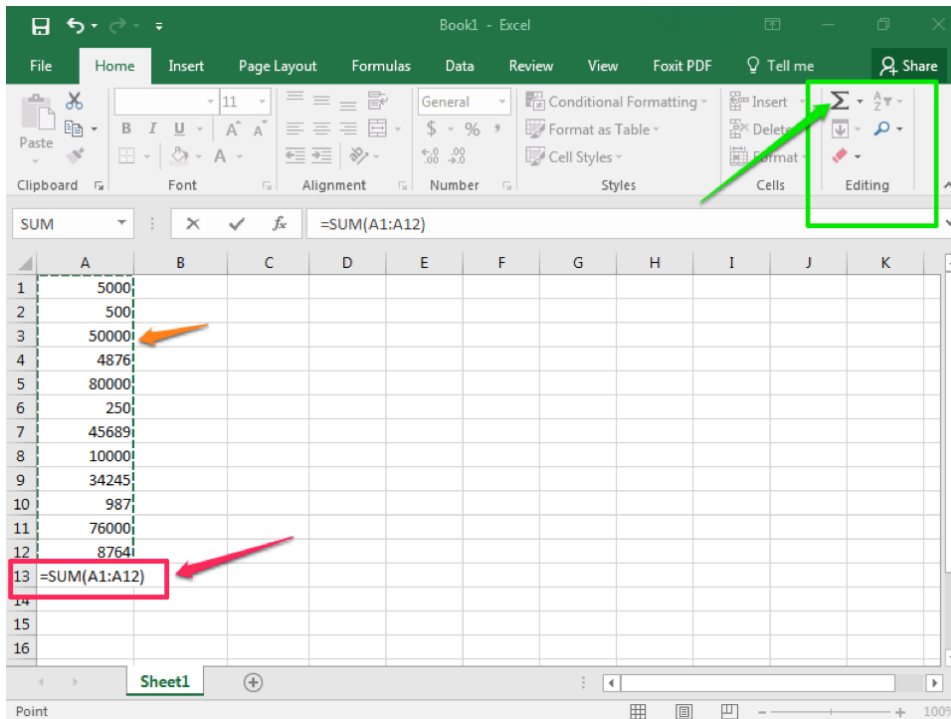 Book1 - Excel
File Home Insert Page Layout Formulas Data Review View Foxit PDF Tell me Share
11 General Conditional Formatting Insert Σ
Paste B I U A A $ % , Format as Table Delete
A Cell Styles Format
Clipboard Font Alignment Number Styles Cells Editing
SUM fx =SUM(A1:A12)
A B C D E F G H I J K
1 5000
2 500
3 50000
4 4876
5 80000
6 250
7 45689
8 10000
9 34245
10 987
11 76000
12 8764
13 =SUM(A1:A12)
14
15
16
Sheet1
Point 100%